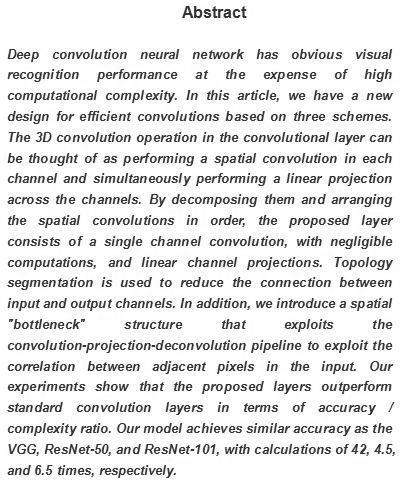 Abstract
Deep convolution neural network has obvious visual
recognition performance at the expense of high
computational complexity. In this article, we have a new
design for efficient convolutions based on three schemes.
The 3D convolution operation in the convolutional layer can
be thought of as performing a spatial convolution in each
channel and simultaneously performing a linear projection
across the channels. By decomposing them and arranging
the spatial convolutions in order, the proposed layer
consists of a single channel convolution, with negligible
computations, and linear channel projections. Topology
segmentation is used to reduce the connection between
input and output channels. In addition, we introduce a spatial
"bottleneck" structure that exploits the
convolution-projection-deconvolution pipeline to exploit the
correlation between adjacent pixels in the input. Our
experiments show that the proposed layers outperform
standard convolution layers in terms of accuracy /
complexity ratio. Our model achieves similar accuracy as the
VGG, ResNet-50, and ResNet-101, with calculations of 42, 4.5,
and 6.5 times, respectively.